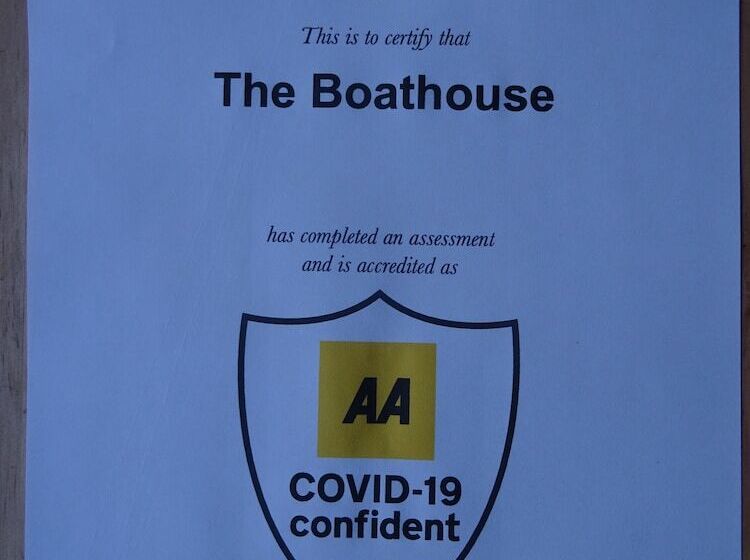 This is to certify that
The Boathouse
has completed an assessment
and is accredited as
AA
COVID-19
confident